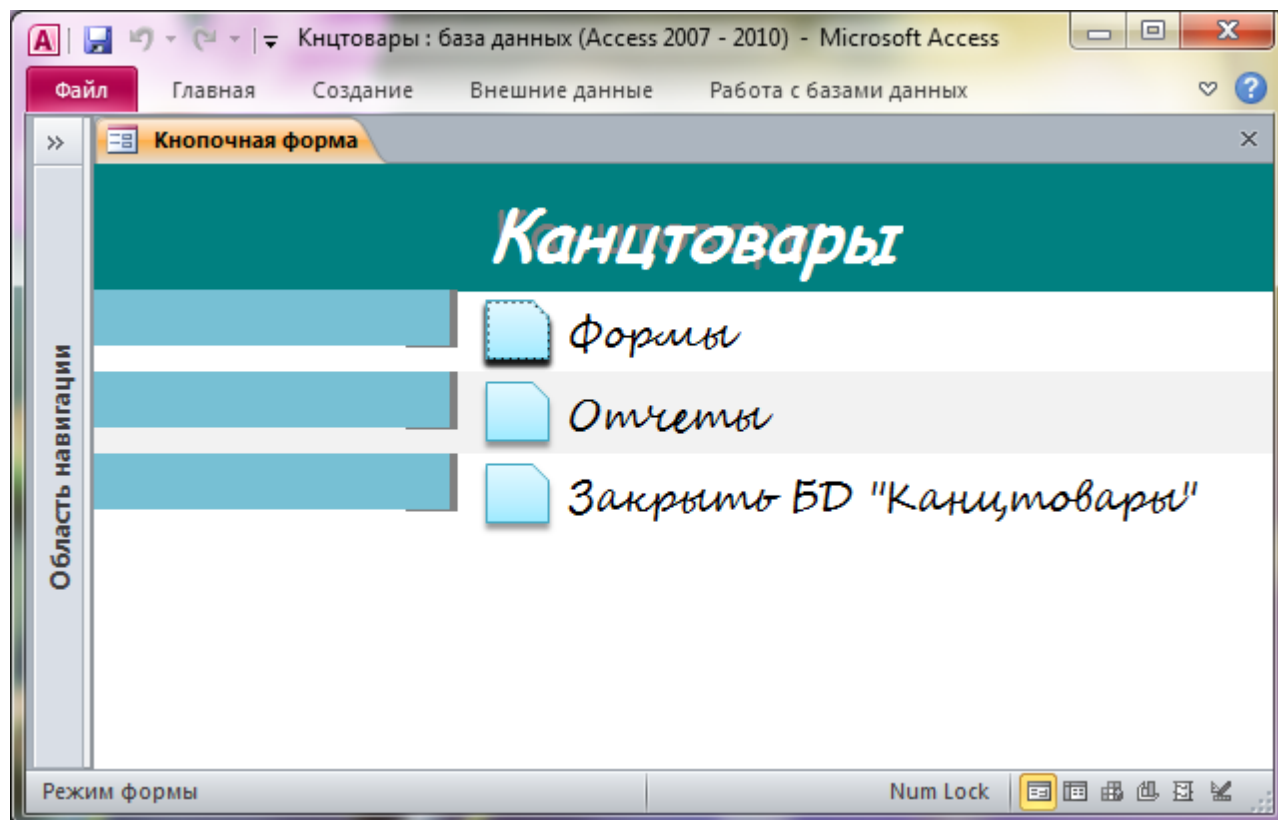 Кнцтовары : база данных (Access 2007 - 2010) - Microsoft Access
Файл Главная Создание Внешние данные Работа с базами данных
Кнопочная форма
Канцтовары
Формы
Отчеты
Закрыть БД "Канцтовары"
Область навигации
Режим формы Num Lock